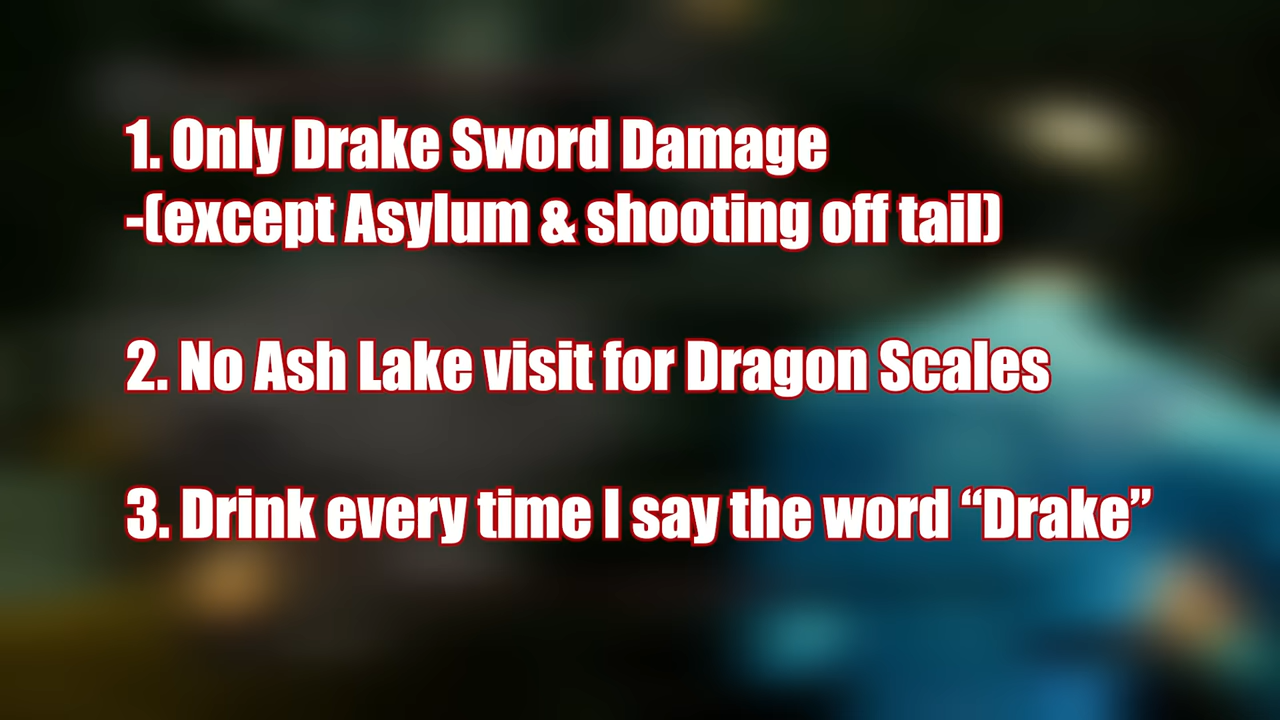 1. Only Drake Sword Damage
-(except Asylum & shooting off tail)
2. No Ash Lake visit for Dragon Scales
3. Drink every time I say the word “Drake”